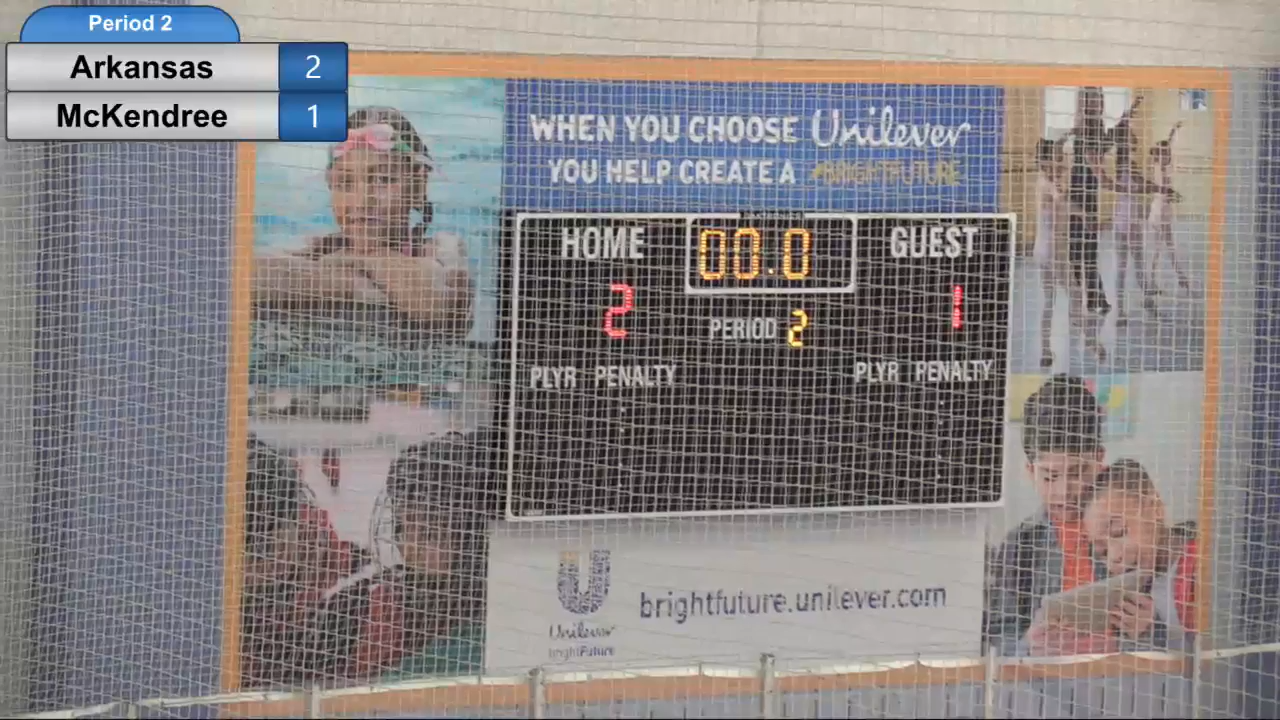 Period 2
Arkansas 2
McKendree 1
WHEN YOU CHOOSE Unilever
YOU HELP CREATE A #BRIGHTFUTURE
HOME 00.0 GUEST
2 PERIOD 2 1
PLYR PENALTY PLYR PENALTY
brightfuture.unilever.com
Unilever
brightFuture